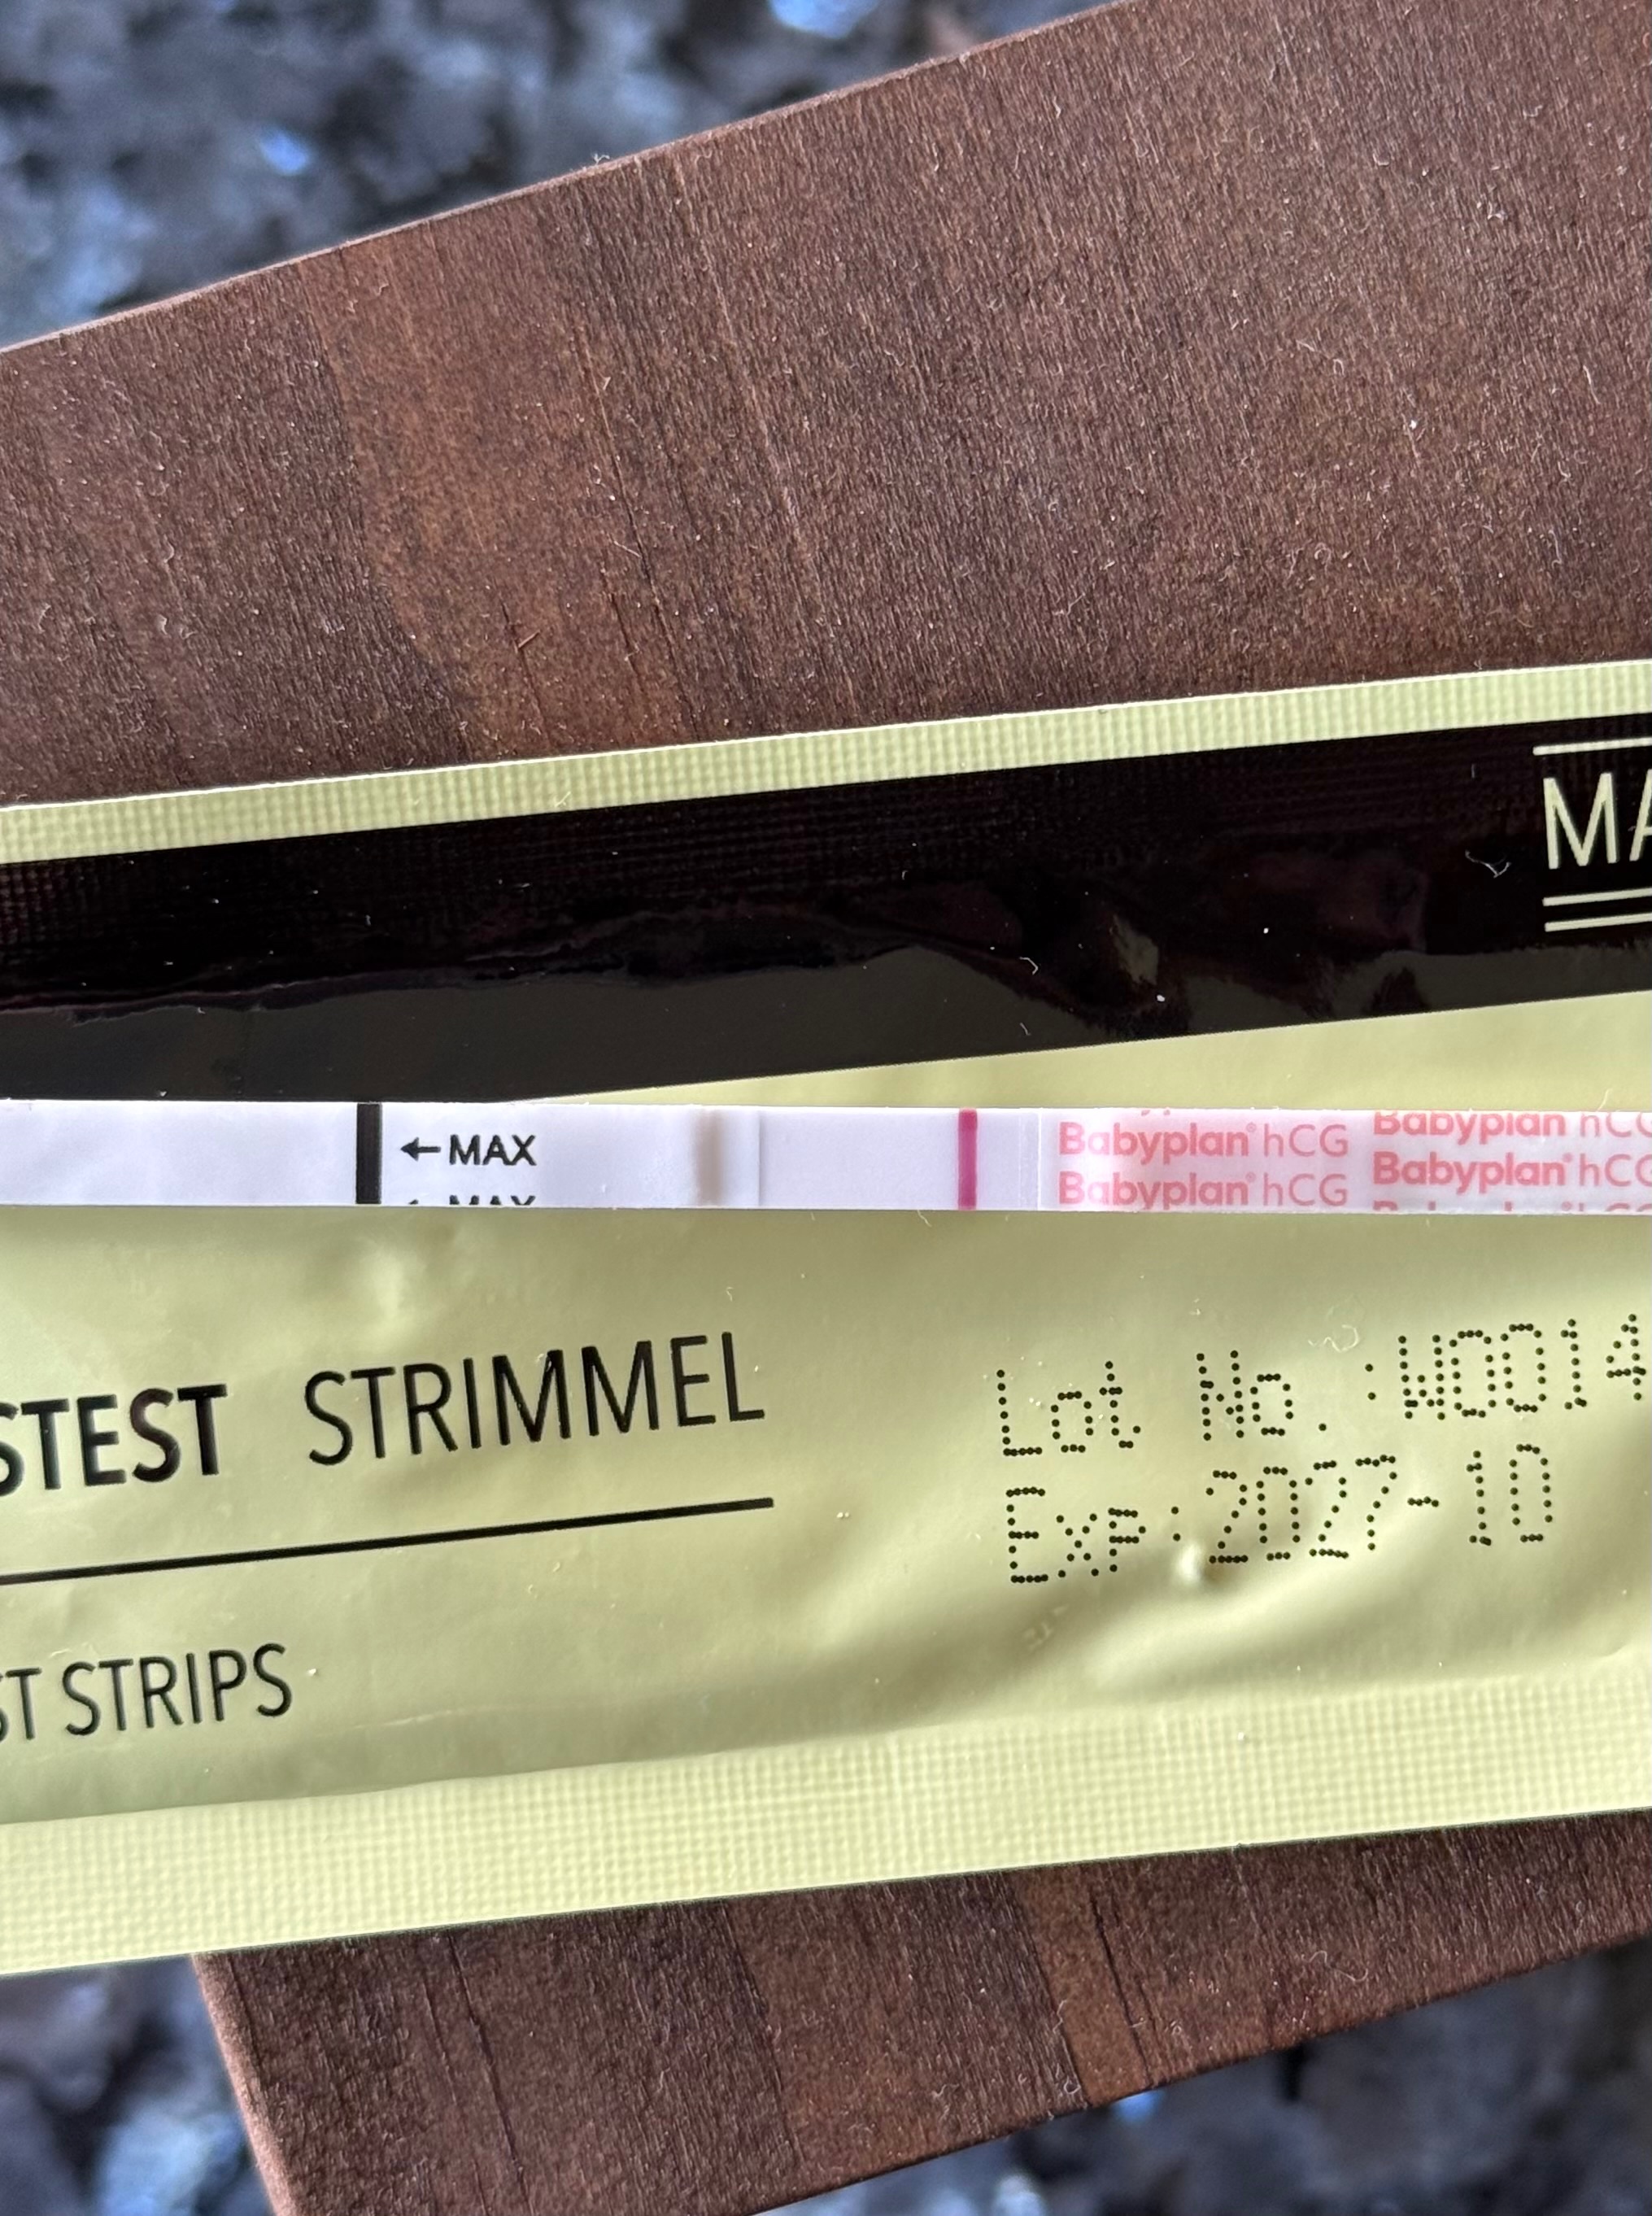 MA
←MAX
MAX
Babyplan hCG
Babyplan® hCG
Babyplan® hCG
Babyplan® hCG
STEST STRIMMEL
Lot No.:W0014
Exp:2027-10
ST STRIPS